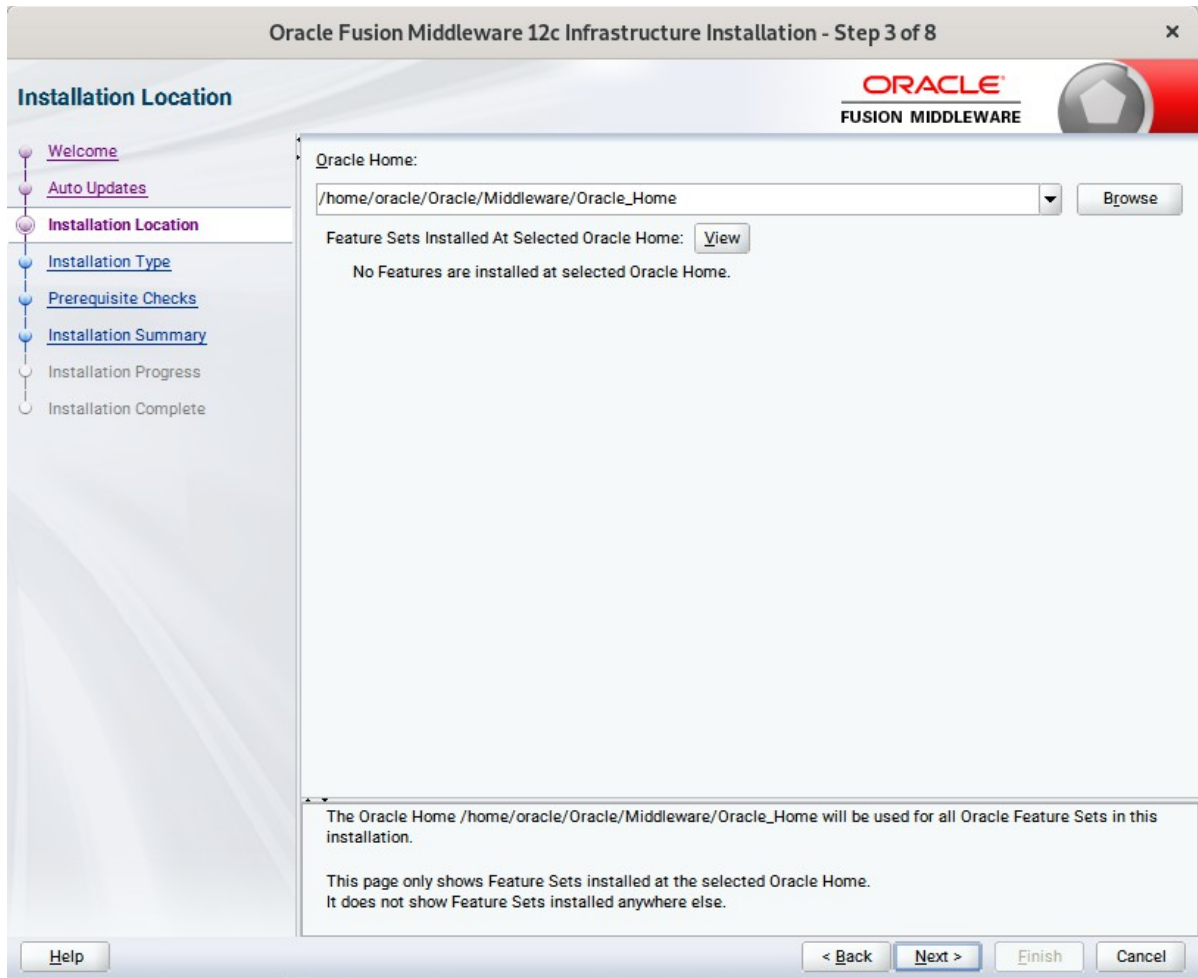 Oracle Fusion Middleware 12c Infrastructure Installation - Step 3 of 8
Installation Location
ORACLE
FUSION MIDDLEWARE
Welcome
Auto Updates
Installation Location
Installation Type
Prerequisite Checks
Installation Summary
Installation Progress
Installation Complete
Oracle Home:
/home/oracle/Oracle/Middleware/Oracle_Home
Browse
Feature Sets Installed At Selected Oracle Home: View
No Features are installed at selected Oracle Home.
The Oracle Home /home/oracle/Oracle/Middleware/Oracle_Home will be used for all Oracle Feature Sets in this
installation.
This page only shows Feature Sets installed at the selected Oracle Home.
It does not show Feature Sets installed anywhere else.
Help
< Back
Next >
Finish
Cancel